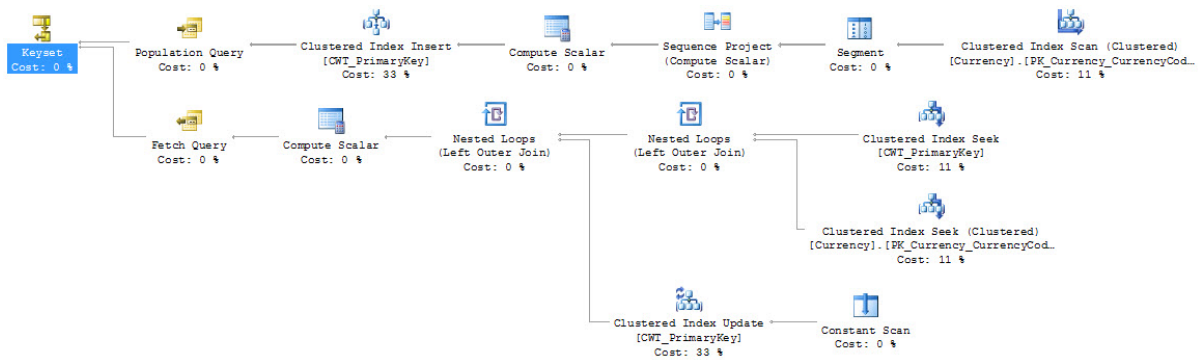 Keyset
Cost: 0 %
Population Query
Cost: 0 %
Clustered Index Insert
[CWT_PrimaryKey]
Cost: 33 %
Compute Scalar
Cost: 0 %
Sequence Project
(Compute Scalar)
Cost: 0 %
Segment
Cost: 0 %
Clustered Index Scan (Clustered)
[Currency].[PK_Currency_CurrencyCod…
Cost: 11 %
Fetch Query
Cost: 0 %
Compute Scalar
Cost: 0 %
Nested Loops
(Left Outer Join)
Cost: 0 %
Nested Loops
(Left Outer Join)
Cost: 0 %
Clustered Index Seek
[CWT_PrimaryKey]
Cost: 11 %
Clustered Index Seek (Clustered)
[Currency].[PK_Currency_CurrencyCod…
Cost: 11 %
Clustered Index Update
[CWT_PrimaryKey]
Cost: 33 %
Constant Scan
Cost: 0 %